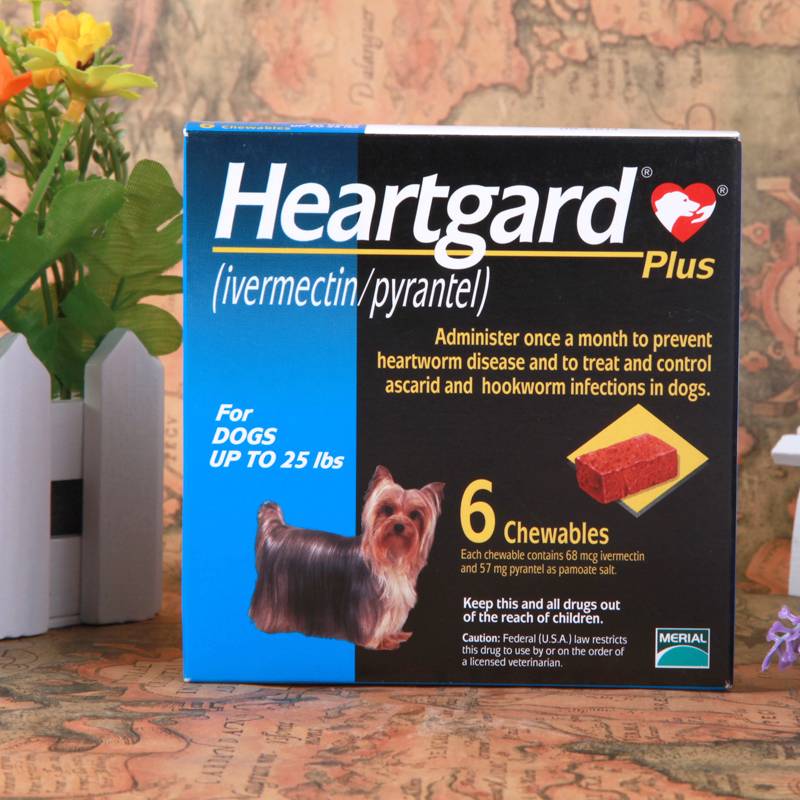 6 Chewables UP TO 25 lbs
Heartgard®
®
Plus
(ivermectin/pyrantel)
Administer once a month to prevent
heartworm disease and to treat and control
ascarid and hookworm infections in dogs.
For
DOGS
UP TO 25 lbs
6 Chewables
Each chewable contains 68 mcg ivermectin
and 57 mg pyrantel as pamoate salt.
Keep this and all drugs out
of the reach of children.
Caution: Federal (U.S.A.) law restricts
this drug to use by or on the order of
a licensed veterinarian.
MERIAL